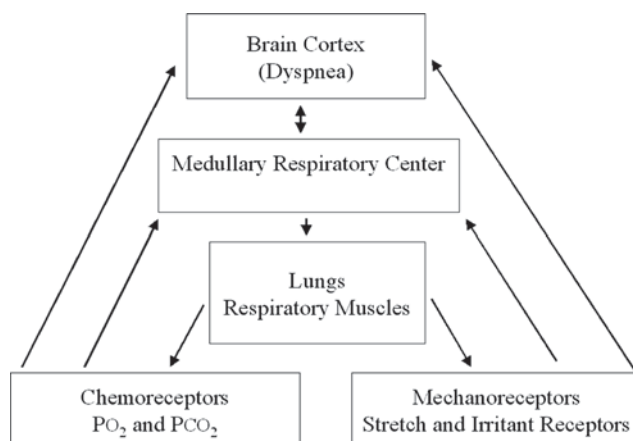 Brain Cortex
(Dyspnea)
Medullary Respiratory Center
Lungs
Respiratory Muscles
Chemoreceptors
PO₂ and PCO₂
Mechanoreceptors
Stretch and Irritant Receptors